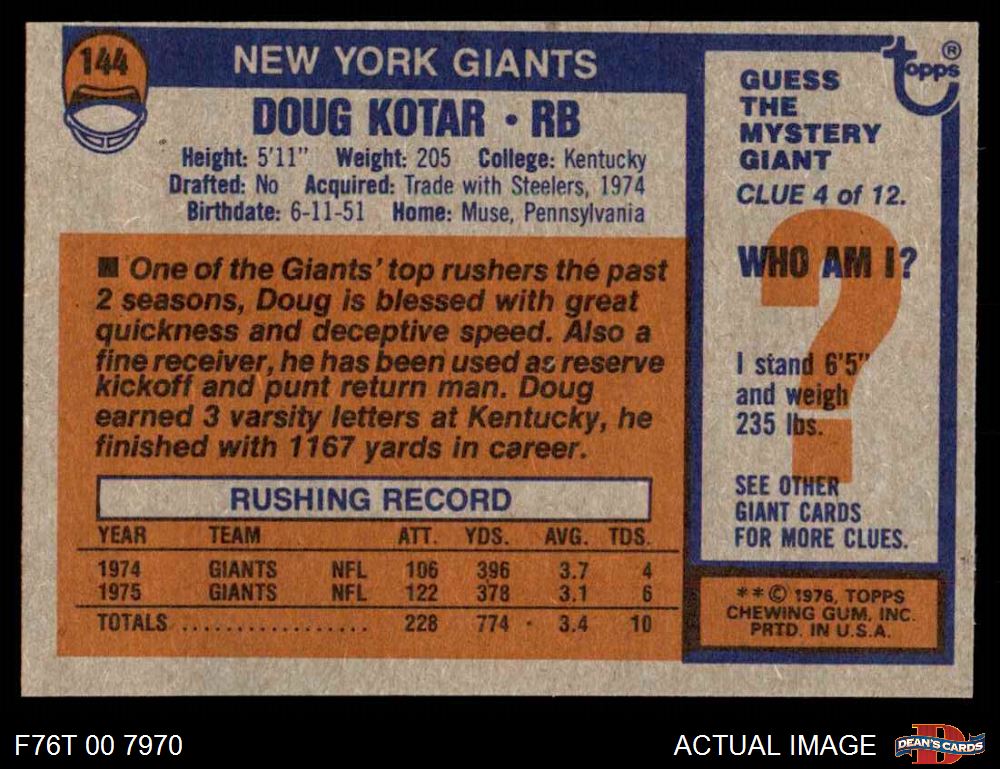 144
NEW YORK GIANTS
DOUG KOTAR • RB
Height: 5'11" Weight: 205 College: Kentucky
Drafted: No Acquired: Trade with Steelers, 1974
Birthdate: 6-11-51 Home: Muse, Pennsylvania
■ One of the Giants' top rushers the past
2 seasons, Doug is blessed with great
quickness and deceptive speed. Also a
fine receiver, he has been used as reserve
kickoff and punt return man. Doug
earned 3 varsity letters at Kentucky, he
finished with 1167 yards in career.
RUSHING RECORD
YEAR TEAM ATT. YDS. AVG. TDS.
1974 GIANTS NFL 106 396 3.7 4
1975 GIANTS NFL 122 378 3.1 6
TOTALS .................. 228 774 3.4 10
Topps ®
GUESS
THE
MYSTERY
GIANT
CLUE 4 of 12.
WHO AM I?
?
I stand 6'5"
and weigh
235 lbs.
SEE OTHER
GIANT CARDS
FOR MORE CLUES.
** © 1976, TOPPS
CHEWING GUM, INC.
PRTD. IN U.S.A.
F76T 00 7970
ACTUAL IMAGE
D
DEAN'S CARDS